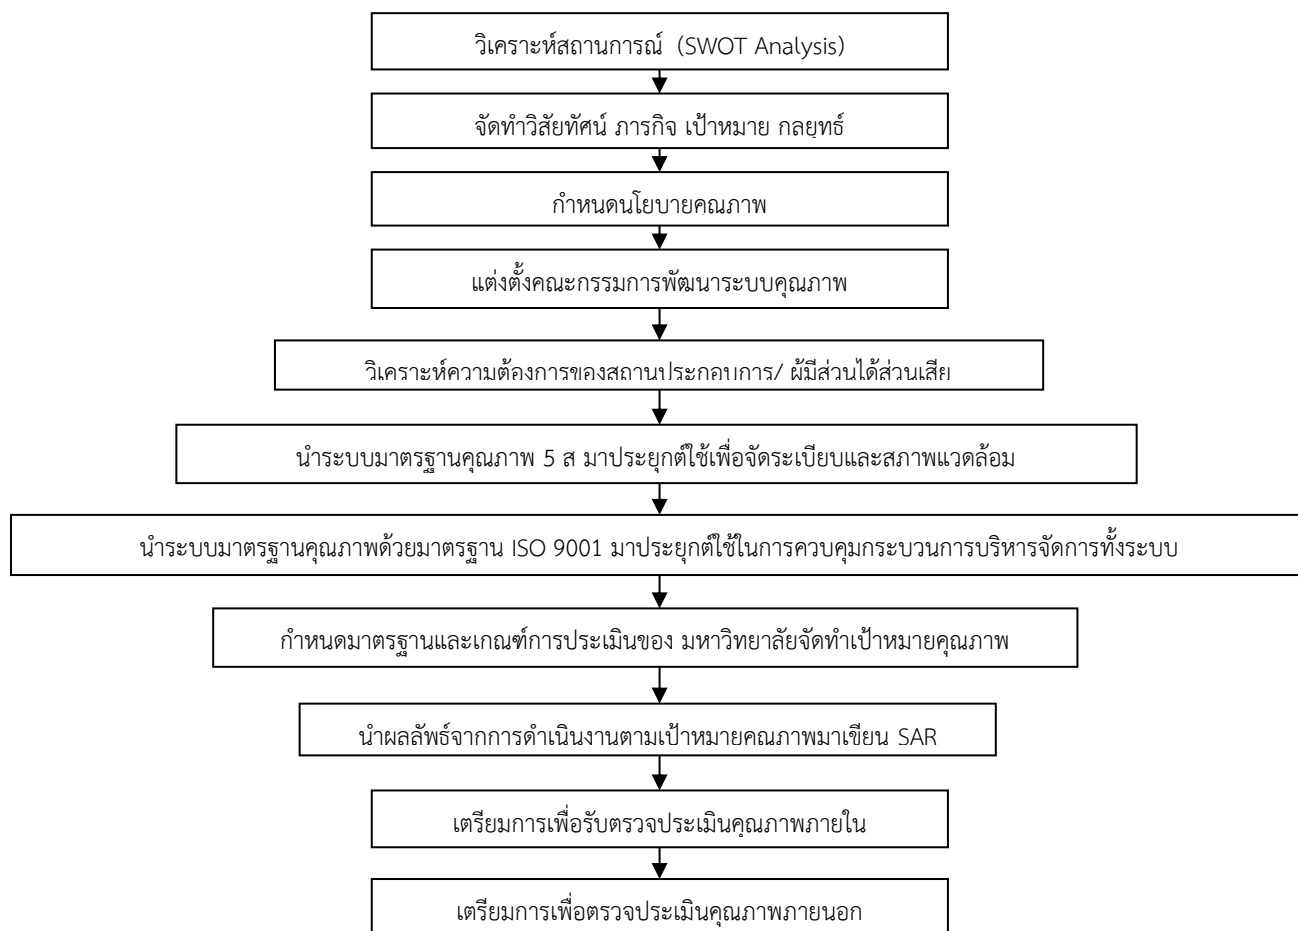 วิเคราะห์สถานการณ์ (SWOT Analysis)
จัดทำวิสัยทัศน์ ภารกิจ เป้าหมาย กลยุทธ์
กำหนดนโยบายคุณภาพ
แต่งตั้งคณะกรรมการพัฒนาระบบคุณภาพ
วิเคราะห์ความต้องการของสถานประกอบการ/ ผู้มีส่วนได้ส่วนเสีย
นำระบบมาตรฐานคุณภาพ 5 ส มาประยุกต์ใช้เพื่อจัดระเบียบและสภาพแวดล้อม
นำระบบมาตรฐานคุณภาพด้วยมาตรฐาน ISO 9001 มาประยุกต์ใช้ในการควบคุมกระบวนการบริหารจัดการทั้งระบบ
กำหนดมาตรฐานและเกณฑ์การประเมินของ มหาวิทยาลัยจัดทำเป้าหมายคุณภาพ
นำผลลัพธ์จากการดำเนินงานตามเป้าหมายคุณภาพมาเขียน SAR
เตรียมการเพื่อรับตรวจประเมินคุณภาพภายใน
เตรียมการเพื่อตรวจประเมินคุณภาพภายนอก